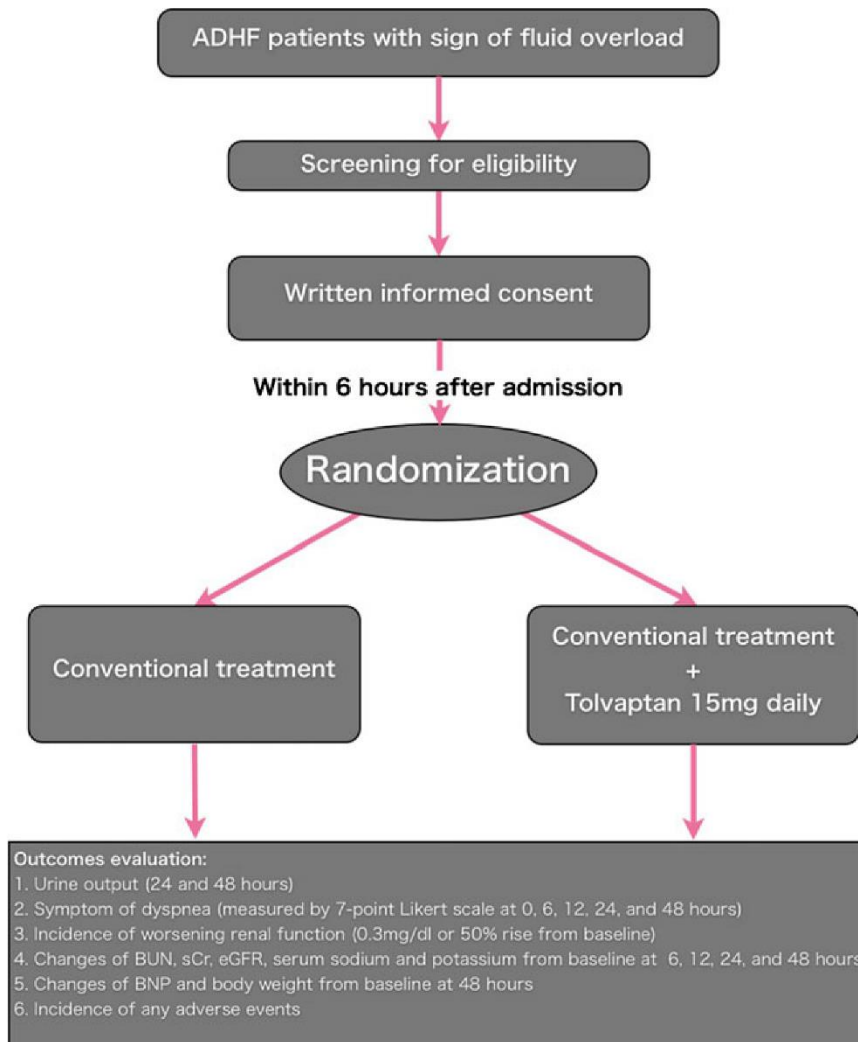 ADHF patients with sign of fluid overload
Screening for eligibility
Written informed consent
Within 6 hours after admission
Randomization
Conventional treatment
Conventional treatment
+
Tolvaptan 15mg daily
Outcomes evaluation:
1. Urine output (24 and 48 hours)
2. Symptom of dyspnea (measured by 7-point Likert scale at 0, 6, 12, 24, and 48 hours)
3. Incidence of worsening renal function (0.3mg/dl or 50% rise from baseline)
4. Changes of BUN, sCr, eGFR, serum sodium and potassium from baseline at 6, 12, 24, and 48 hours
5. Changes of BNP and body weight from baseline at 48 hours
6. Incidence of any adverse events